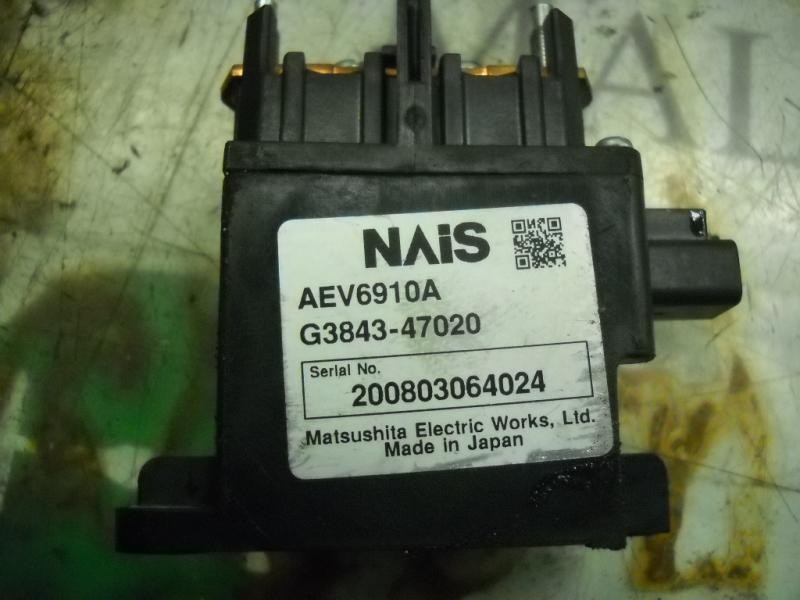 NAiS
AEV6910A
G3843-47020
Serial No.
200803064024
Matsushita Electric Works, Ltd.
Made in Japan